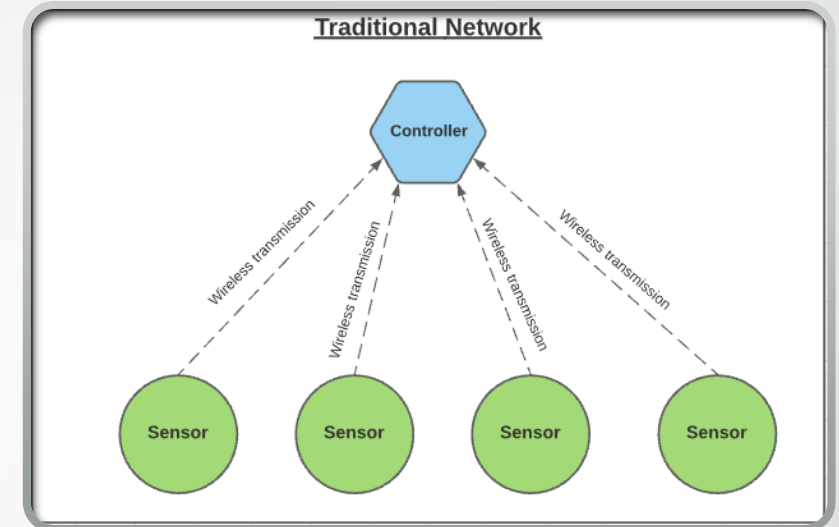 Traditional Network
Controller
Wireless transmission
Wireless transmission
Wireless transmission
Wireless transmission
Sensor
Sensor
Sensor
Sensor